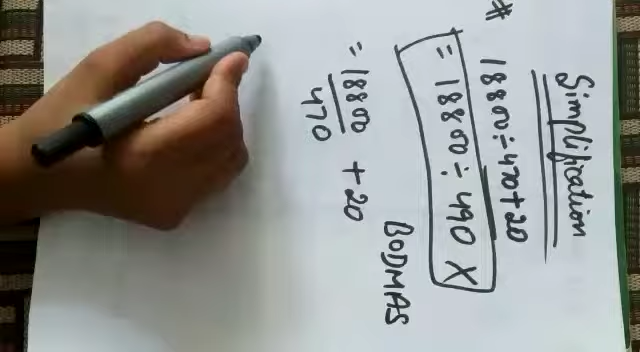 Simplification
# 18800 ÷ 470 + 20
= 18800 ÷ 490 X
BODMAS
= 18800/470 + 20